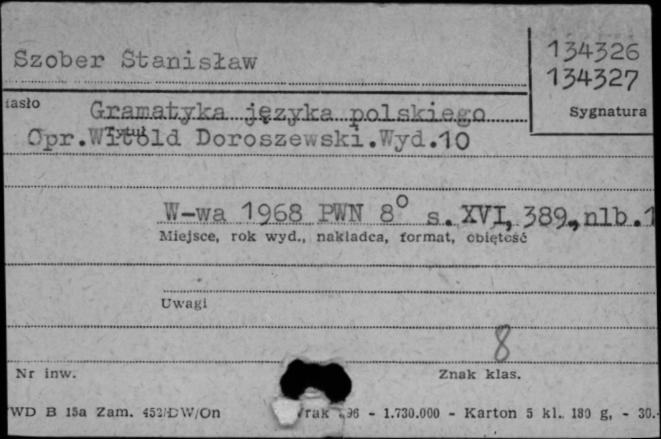 Szober Stanisław
134326
134327
Sygnatura
iasło
Gramatyka języka polskiego
Tytuł
Opr.Witold Doroszewski.Wyd.10
W-wa 1968 PWN 8° s. XVI, 389, nlb.1
Miejsce, rok wyd., nakładca, format, objętość
Uwagi
8
Nr inw.
Znak klas.
WD B 15a Zam. 452/DW/On 96 - 1.730.000 - Karton 5 kl. 180 g, - 30.-